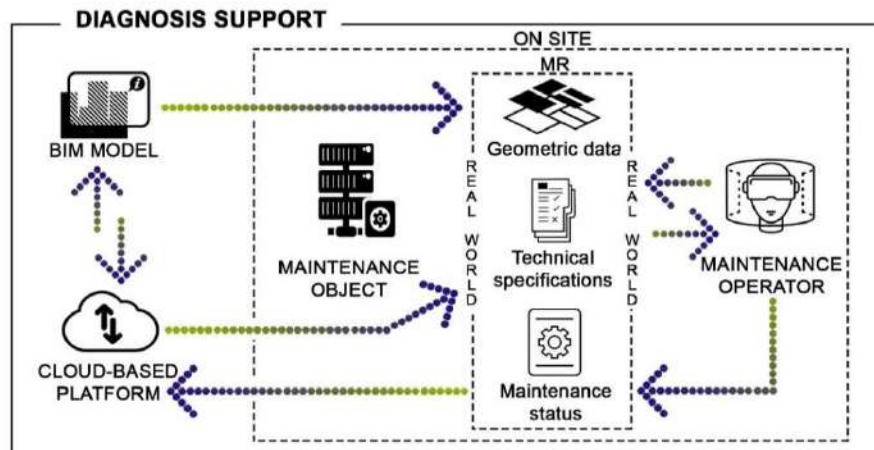 DIAGNOSIS SUPPORT
ON SITE
MR
BIM MODEL
Geometric data
REAL WORLD
REAL WORLD
MAINTENANCE
OBJECT
Technical
specifications
MAINTENANCE
OPERATOR
CLOUD-BASED
PLATFORM
Maintenance
status